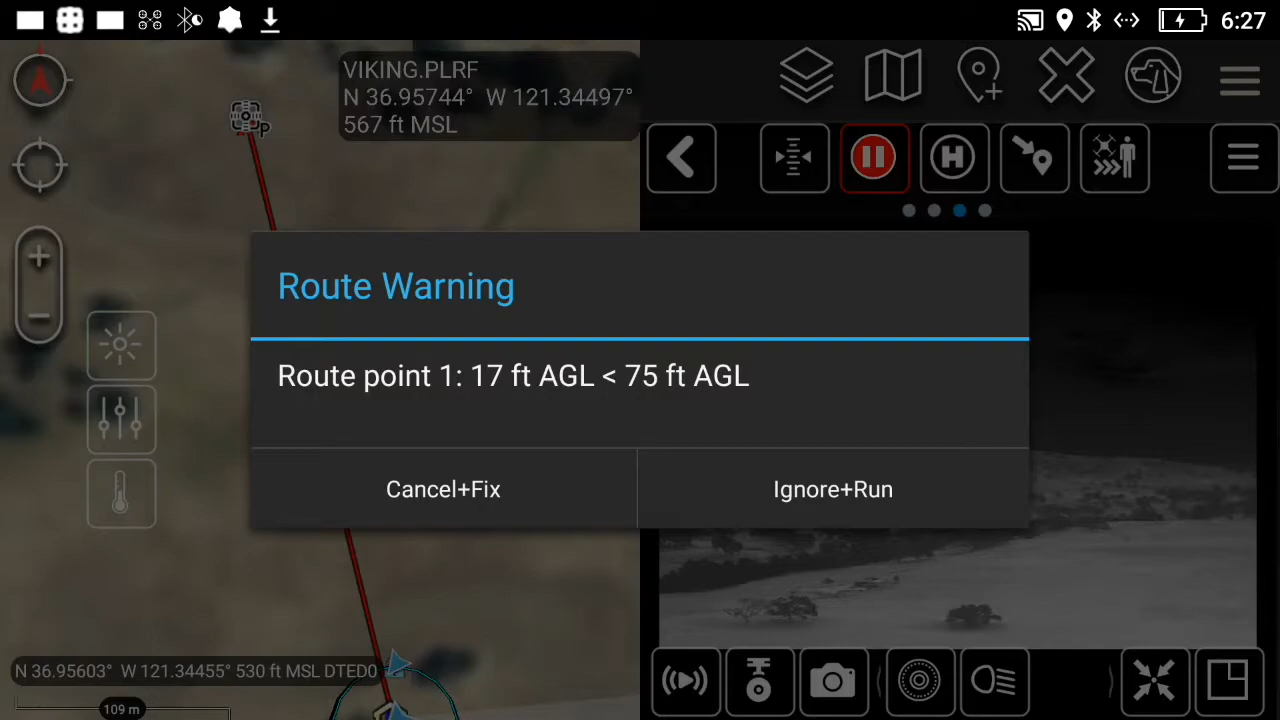 6:27
VIKING.PLRF
N 36.95744° W 121.34497°
567 ft MSL
P
H
Route Warning
Route point 1: 17 ft AGL < 75 ft AGL
Cancel+Fix
Ignore+Run
N 36.95603° W 121.34455° 530 ft MSL DTED0
109 m